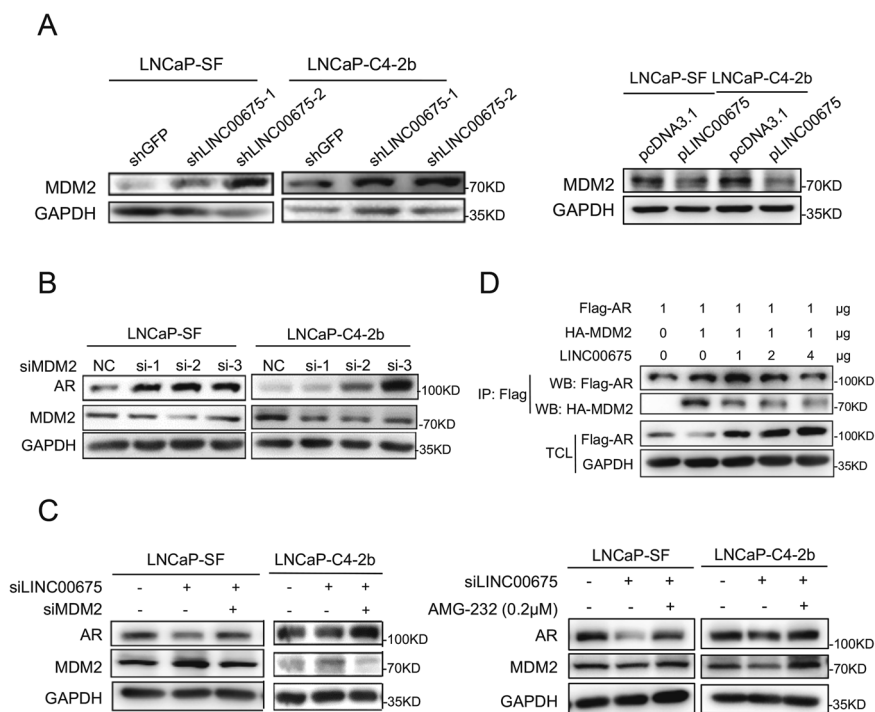 A
LNCaP-SF LNCaP-C4-2b
shGFP shLINC00675-1 shLINC00675-2 shGFP shLINC00675-1 shLINC00675-2
MDM2 -70KD
GAPDH -35KD
LNCaP-SF LNCaP-C4-2b
pcDNA3.1 pLINC00675 pcDNA3.1 pLINC00675
MDM2 -70KD
GAPDH -35KD
B
LNCaP-SF LNCaP-C4-2b
siMDM2 NC si-1 si-2 si-3 NC si-1 si-2 si-3
AR -100KD
MDM2 -70KD
GAPDH -35KD
D
Flag-AR 1 1 1 1 1 µg
HA-MDM2 0 1 1 1 1 µg
LINC00675 0 0 1 2 4 µg
IP: Flag
WB: Flag-AR -100KD
WB: HA-MDM2 -70KD
TCL
Flag-AR -100KD
GAPDH -35KD
C
LNCaP-SF LNCaP-C4-2b
siLINC00675 - + + - + +
siMDM2 - - + - - +
AR -100KD
MDM2 -70KD
GAPDH -35KD
LNCaP-SF LNCaP-C4-2b
siLINC00675 - + + - + +
AMG-232 (0.2µM) - - + - - +
AR -100KD
MDM2 -70KD
GAPDH -35KD